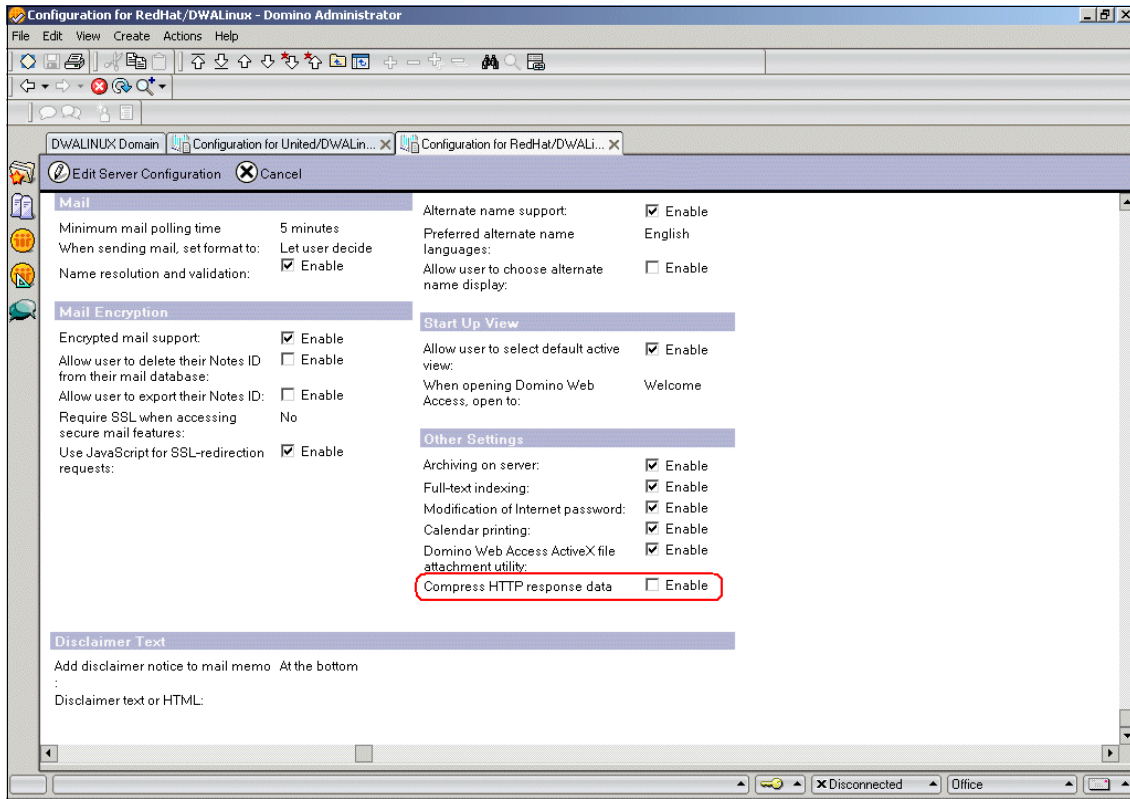 Configuration for RedHat/DWALinux - Domino Administrator
File Edit View Create Actions Help
DWALINUX Domain
Configuration for United/DWALin...
Configuration for RedHat/DWALi...
Edit Server Configuration
Cancel
Mail
Minimum mail polling time 5 minutes
When sending mail, set format to: Let user decide
Name resolution and validation: Enable
Mail Encryption
Encrypted mail support: Enable
Allow user to delete their Notes ID Enable
from their mail database:
Allow user to export their Notes ID: Enable
Require SSL when accessing No
secure mail features:
Use JavaScript for SSL-redirection Enable
requests:
Alternate name support: Enable
Preferred alternate name English
languages:
Allow user to choose alternate Enable
name display:
Start Up View
Allow user to select default active Enable
view:
When opening Domino Web Welcome
Access, open to:
Other Settings
Archiving on server: Enable
Full-text indexing: Enable
Modification of Internet password: Enable
Calendar printing: Enable
Domino Web Access ActiveX file Enable
attachment utility:
Compress HTTP response data Enable
Disclaimer Text
Add disclaimer notice to mail memo At the bottom
:
Disclaimer text or HTML:
Disconnected
Office